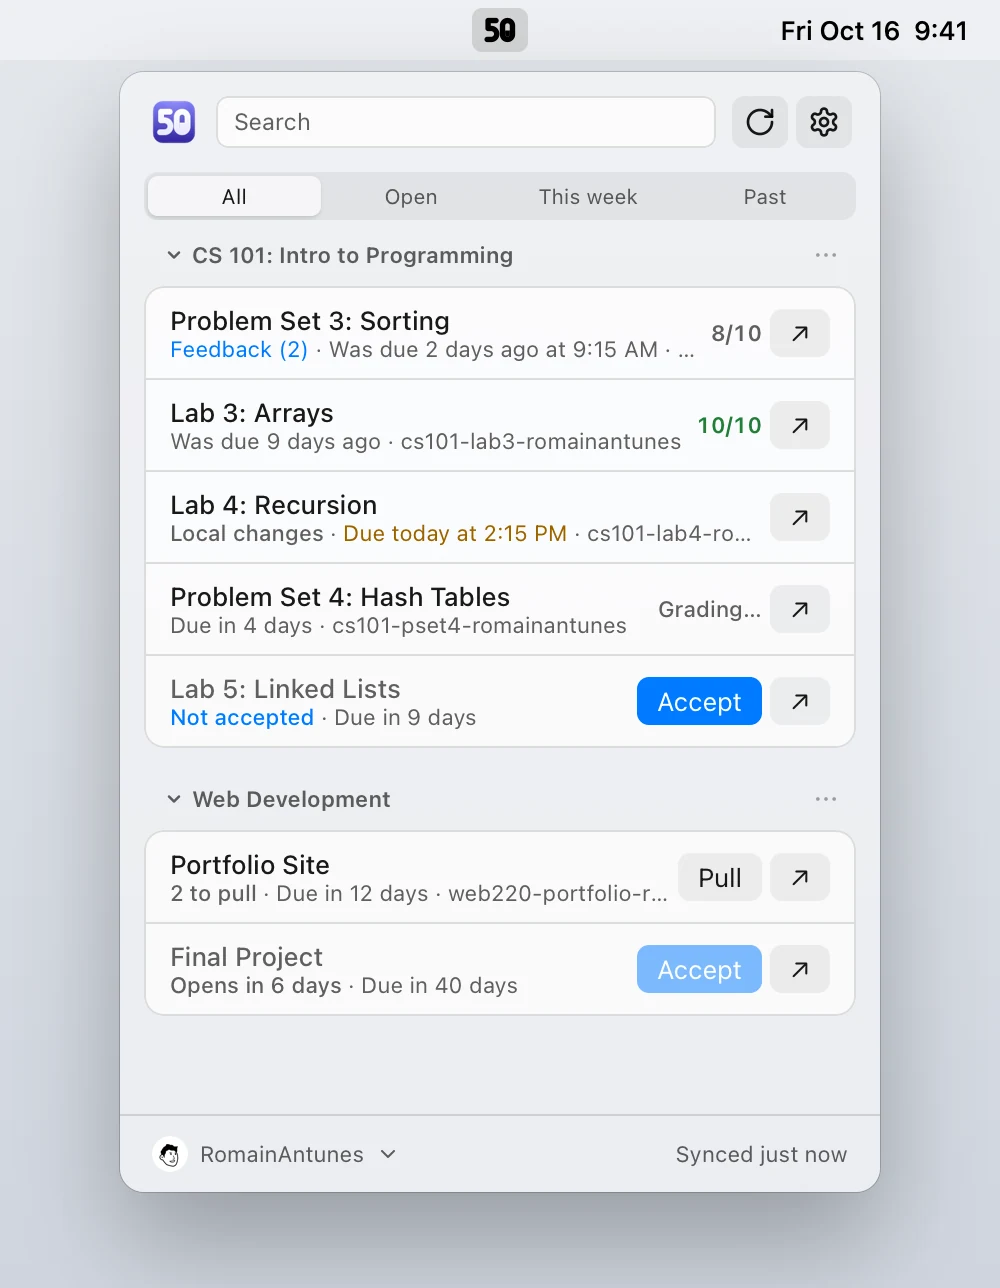 50
Fri Oct 16 9:41
50
Search
All
Open
This week
Past
CS 101: Intro to Programming
Problem Set 3: Sorting
Feedback (2) · Was due 2 days ago at 9:15 AM · ...
8/10
Lab 3: Arrays
Was due 9 days ago · cs101-lab3-romainantunes
10/10
Lab 4: Recursion
Local changes · Due today at 2:15 PM · cs101-lab4-ro...
Problem Set 4: Hash Tables
Due in 4 days · cs101-pset4-romainantunes
Grading...
Lab 5: Linked Lists
Not accepted · Due in 9 days
Accept
Web Development
Portfolio Site
2 to pull · Due in 12 days · web220-portfolio-r...
Pull
Final Project
Opens in 6 days · Due in 40 days
Accept
RomainAntunes
Synced just now